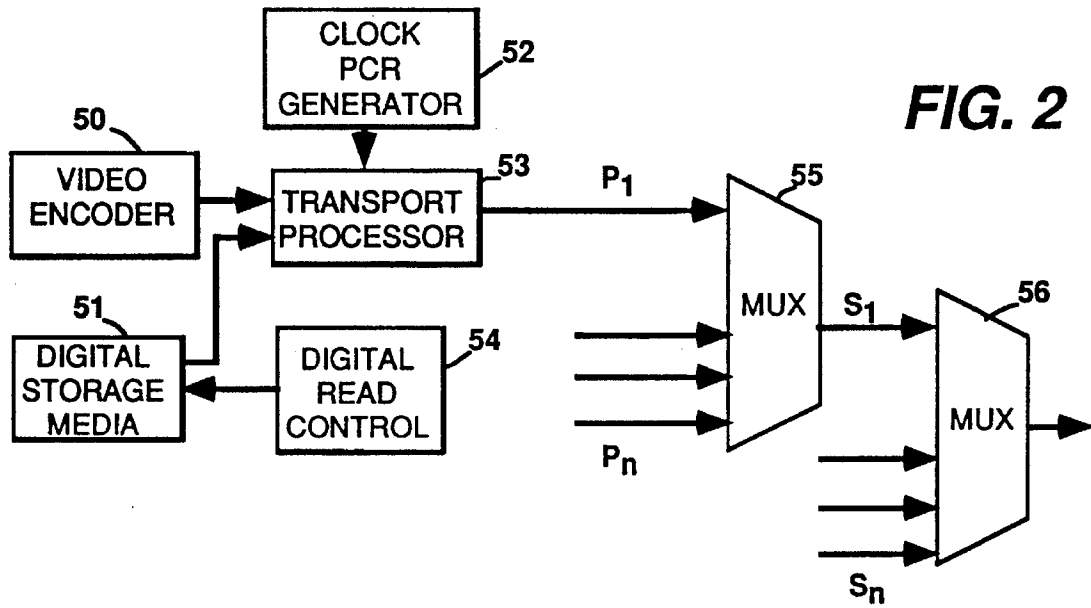 CLOCK
PCR
GENERATOR
52
FIG. 2
50
VIDEO
ENCODER
53
TRANSPORT
PROCESSOR
P1
55
MUX
51
DIGITAL
STORAGE
MEDIA
DIGITAL
READ
CONTROL
54
Pn
S1
56
MUX
Sn